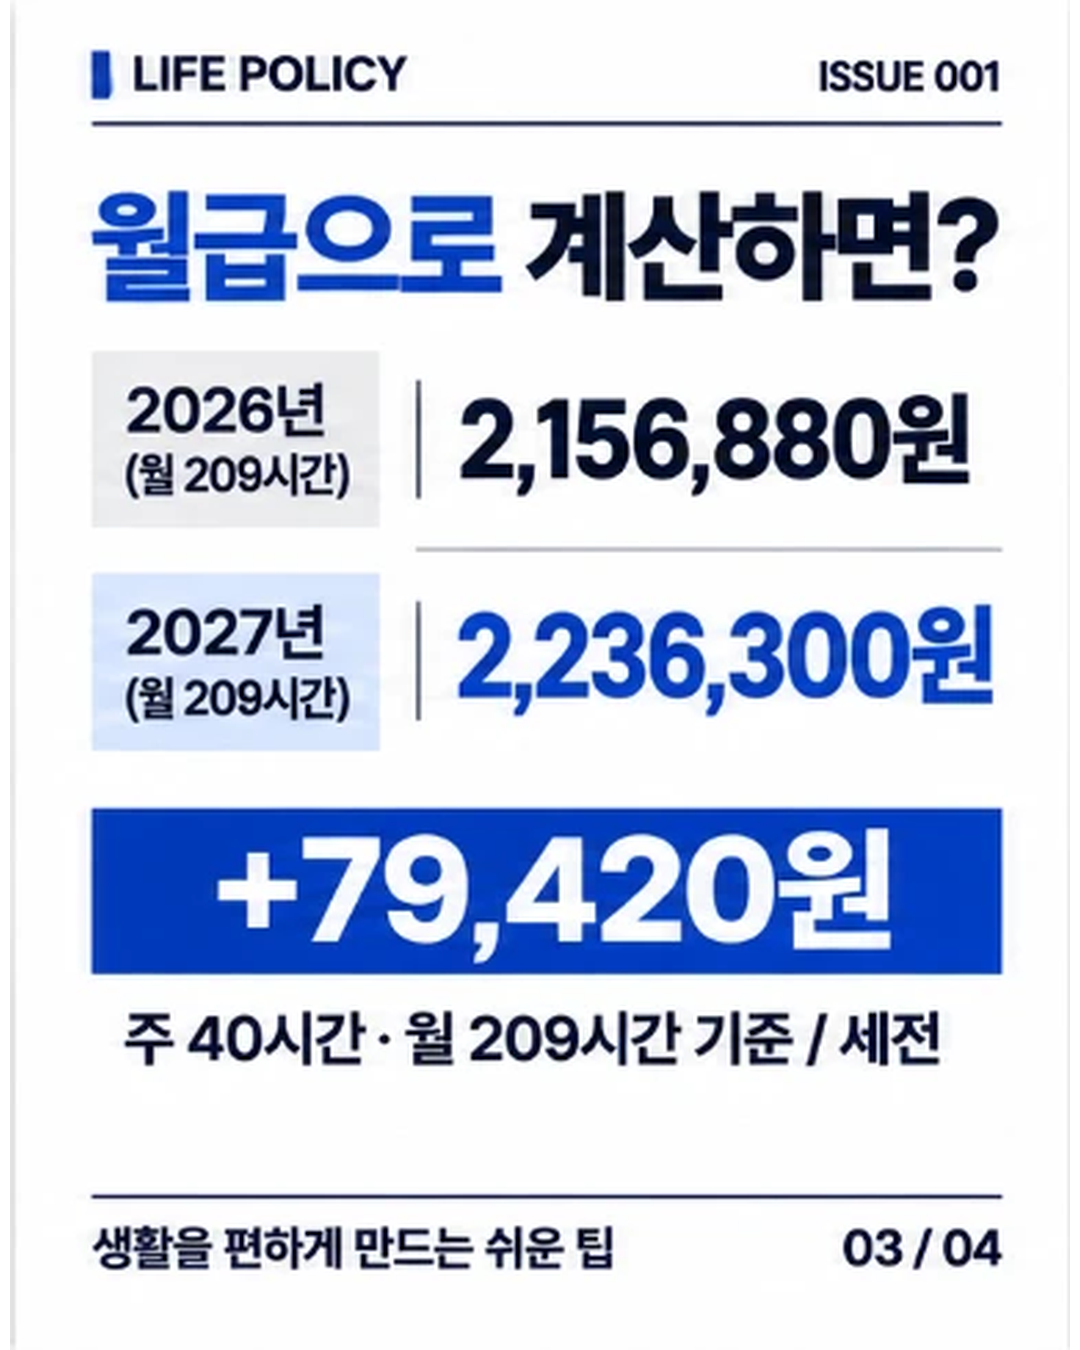 LIFE POLICY
ISSUE 001
월급으로 계산하면?
2026년
(월 209시간)
2,156,880원
2027년
(월 209시간)
2,236,300원
+79,420원
주 40시간 · 월 209시간 기준 / 세전
생활을 편하게 만드는 쉬운 팁
03 / 04